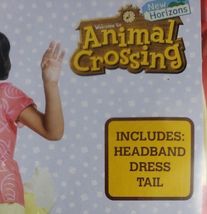 New
Horizons
Welcome to
Animal
Crossing
INCLUDES:
HEADBAND
DRESS
TAIL